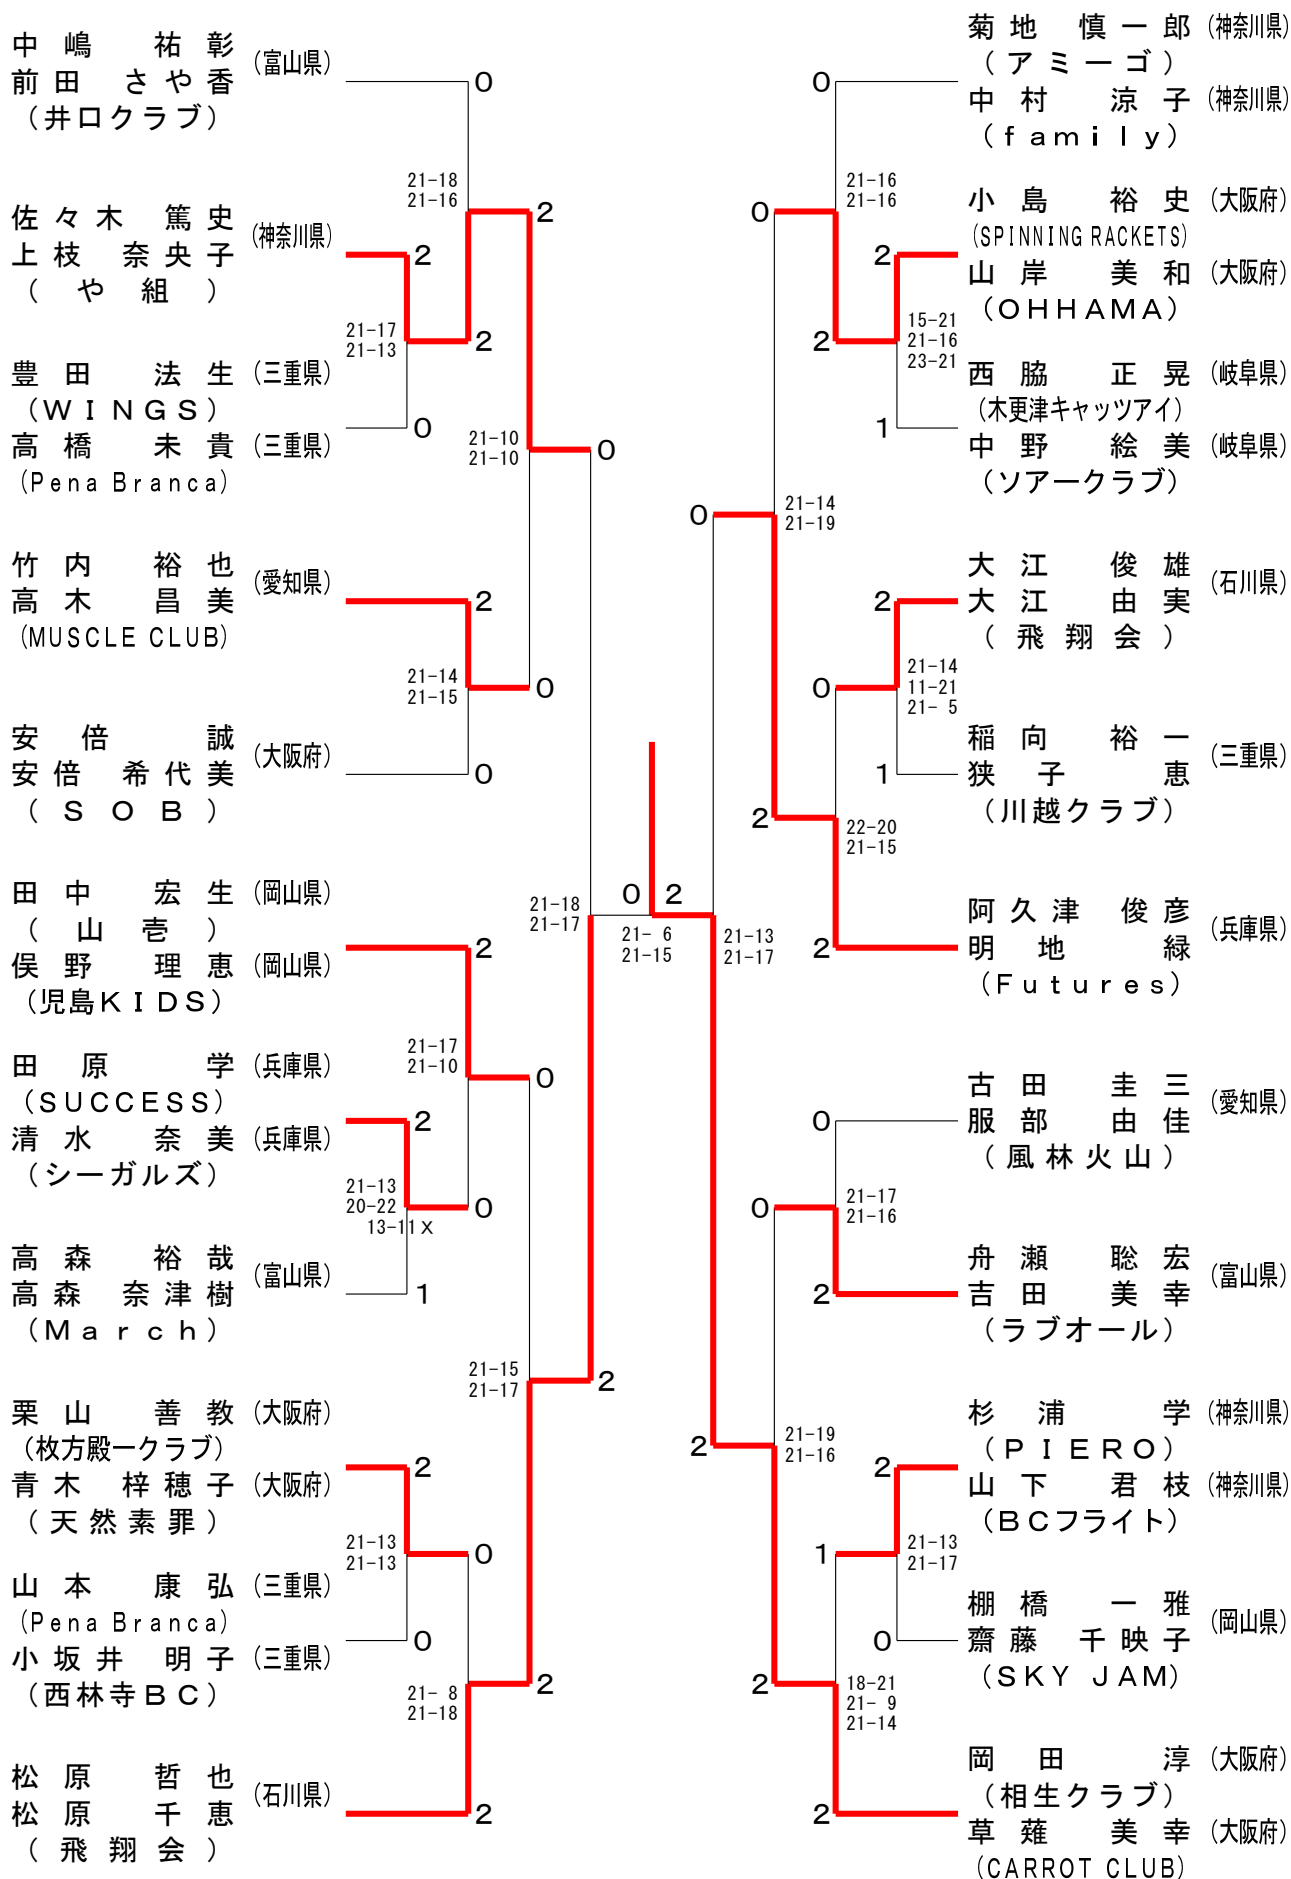 中嶋 祐彰
前田 さや香
(富山県)
(井口クラブ)
0
佐々木 篤史
上枝 奈央子
(神奈川県)
(や組)
2
21-18
21-16
2
21-17
21-13
2
豊田 法生 (三重県)
(WINGS)
高橋 未貴 (三重県)
(Pena Branca)
0
21-10
21-10
0
竹内 裕也
高木 昌美
(愛知県)
(MUSCLE CLUB)
2
21-14
21-15
0
安倍 誠
安倍 希代美
(大阪府)
(SOB)
0
田中 宏生 (岡山県)
(山壱)
俣野 理恵 (岡山県)
(児島KIDS)
2
21-18
21-17
21-17
21-10
0
田原 学 (兵庫県)
(SUCCESS)
清水 奈美 (兵庫県)
(シーガルズ)
2
21-13
20-22
13-11X
0
高森 裕哉
高森 奈津樹
(富山県)
(March)
1
21-15
21-17
2
栗山 善教 (大阪府)
(枚方殿一クラブ)
青木 梓穂子 (大阪府)
(天然素罪)
2
21-13
21-13
0
山本 康弘 (三重県)
(Pena Branca)
小坂井 明子 (三重県)
(西林寺BC)
0
21- 8
21-18
2
松原 哲也
松原 千恵
(石川県)
(飛翔会)
2
0 2
21- 6
21-15
菊地 慎一郎 (神奈川県)
(アミーゴ)
中村 涼子 (神奈川県)
(family)
0
21-16
21-16
0
小島 裕史 (大阪府)
(SPINNING RACKETS)
山岸 美和 (大阪府)
(OHHAMA)
2
15-21
21-16
23-21
2
西脇 正晃 (岐阜県)
(木更津キャッツアイ)
中野 絵美 (岐阜県)
(ソアークラブ)
1
0
21-14
21-19
大江 俊雄
大江 由実
(石川県)
(飛翔会)
2
21-14
11-21
21- 5
0
稲向 裕一
狭子 恵
(三重県)
(川越クラブ)
1
2
22-20
21-15
阿久津 俊彦
明地 緑
(兵庫県)
(Futures)
2
21-13
21-17
古田 圭三
服部 由佳
(愛知県)
(風林火山)
0
21-17
21-16
0
舟瀬 聡宏
吉田 美幸
(富山県)
(ラブオール)
2
2
21-19
21-16
杉浦 学 (神奈川県)
(PIERO)
山下 君枝 (神奈川県)
(BCフライト)
2
21-13
21-17
1
棚橋 一雅
齋藤 千映子
(岡山県)
(SKY JAM)
0
2
18-21
21- 9
21-14
岡田 淳 (大阪府)
(相生クラブ)
草薙 美幸 (大阪府)
(CARROT CLUB)
2